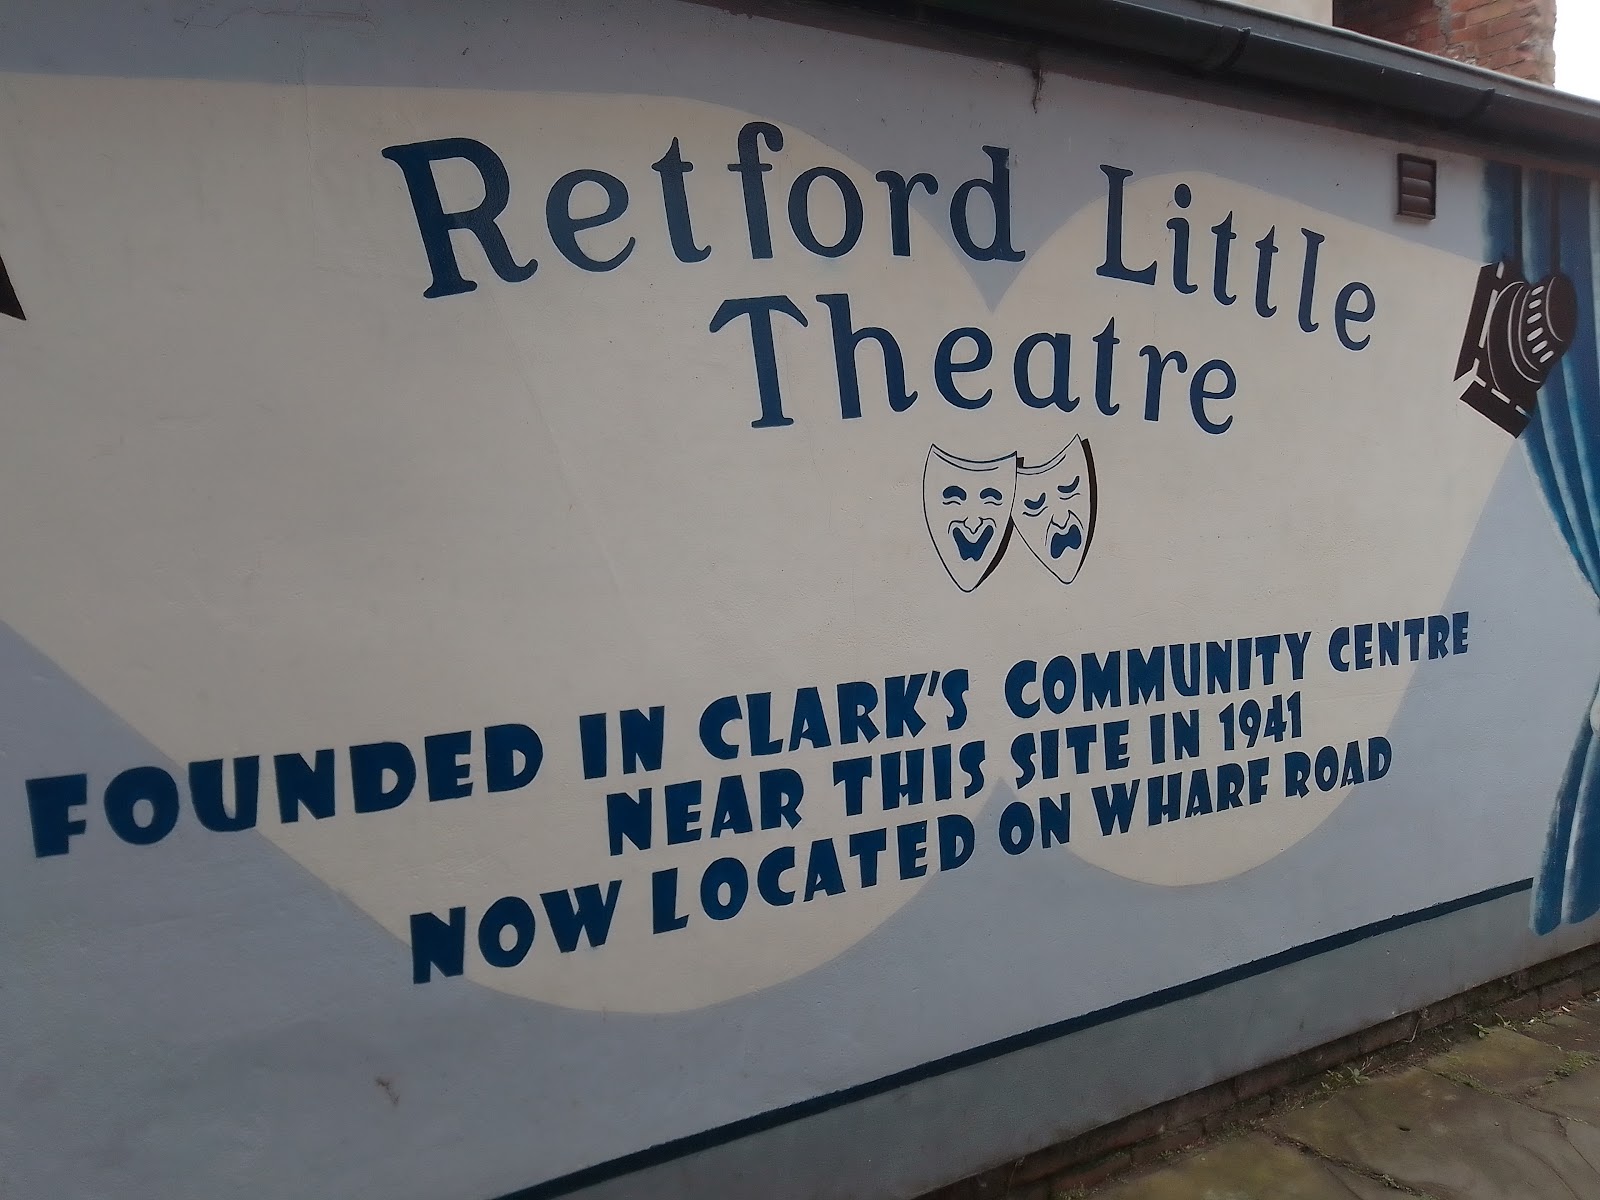 Retford Little
Theatre
FOUNDED IN CLARK'S COMMUNITY CENTRE
NEAR THIS SITE IN 1941
NOW LOCATED ON WHARF ROAD